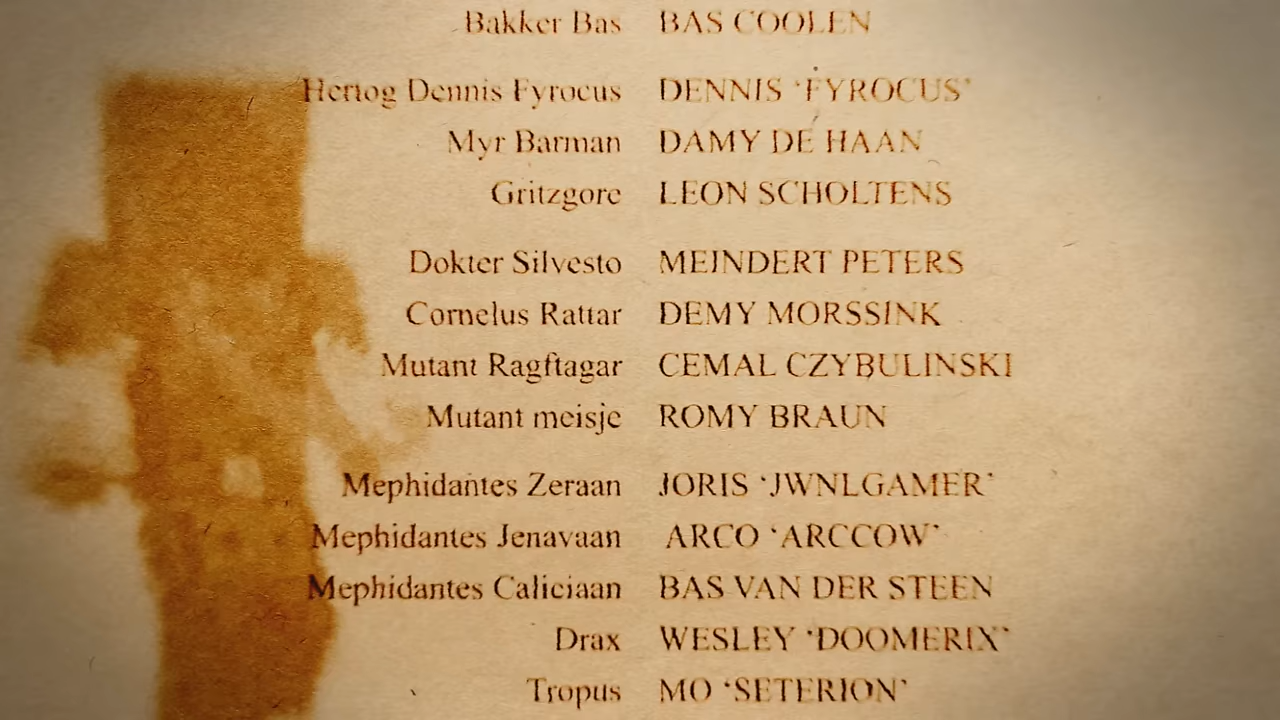 Bakker Bas BAS COOLEN
Hertog Dennis Fyrocus DENNIS 'FYROCUS'
Myr Barman DAMY DE HAAN
Gritzgore LEON SCHOLTENS
Dokter Silvesto MEINDERT PETERS
Cornelus Rattar DEMY MORSSINK
Mutant Ragftagar CEMAL CZYBULINSKI
Mutant meisje ROMY BRAUN
Mephidantes Zeraan JORIS 'JWNLGAMER'
Mephidantes Jenavaan ARCO 'ARCCOW'
Mephidantes Caliciaan BAS VAN DER STEEN
Drax WESLEY 'DOOMERIX'
Tropus MO 'SETERION'